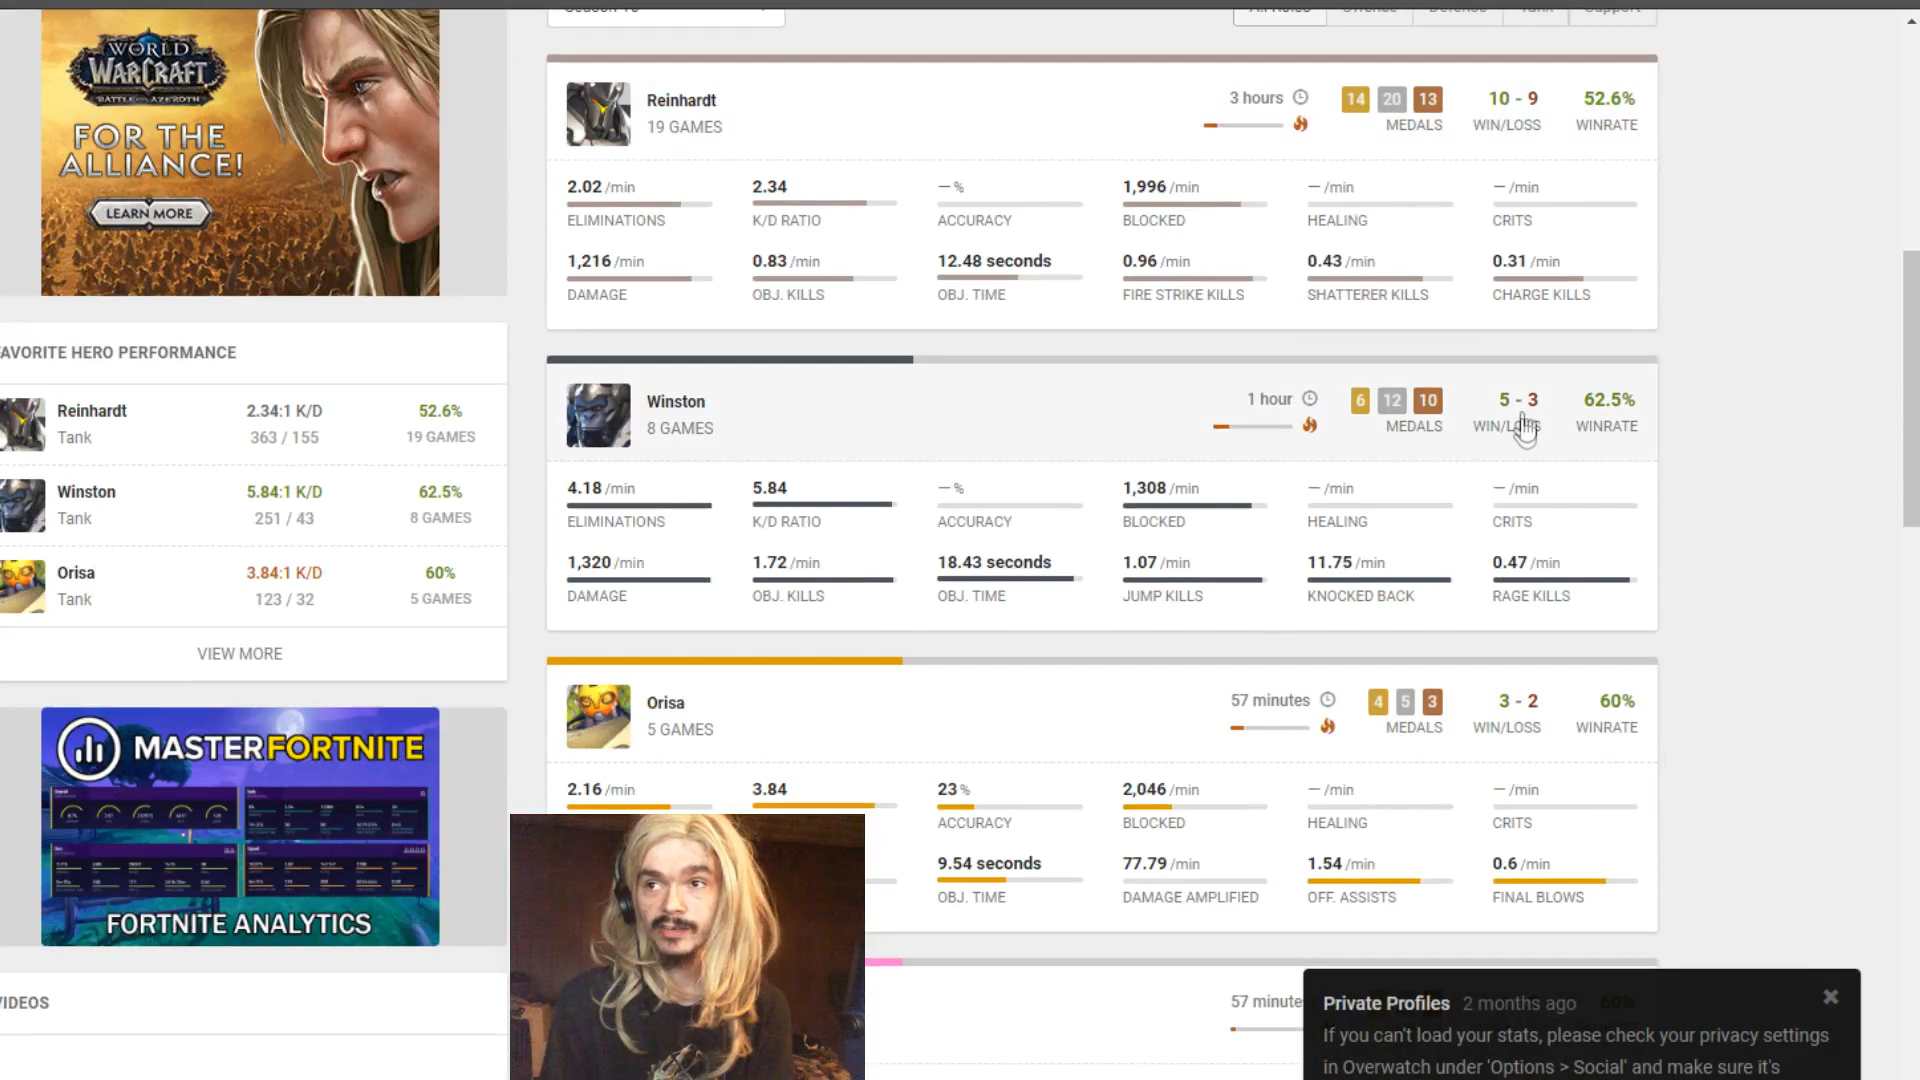 WORLD
WARCRAFT
BATTLE FOR AZEROTH
FOR THE
ALLIANCE!
LEARN MORE
AVORITE HERO PERFORMANCE
Reinhardt 2.34:1 K/D 52.6%
Tank 363 / 155 19 GAMES
Winston 5.84:1 K/D 62.5%
Tank 251 / 43 8 GAMES
Orisa 3.84:1 K/D 60%
Tank 123 / 32 5 GAMES
VIEW MORE
MASTERFORTNITE
FORTNITE ANALYTICS
VIDEOS
Reinhardt 3 hours 14 20 13 10 - 9 52.6%
19 GAMES MEDALS WIN/LOSS WINRATE
2.02 /min 2.34 — % 1,996 /min — /min — /min
ELIMINATIONS K/D RATIO ACCURACY BLOCKED HEALING CRITS
1,216 /min 0.83 /min 12.48 seconds 0.96 /min 0.43 /min 0.31 /min
DAMAGE OBJ. KILLS OBJ. TIME FIRE STRIKE KILLS SHATTERER KILLS CHARGE KILLS
Winston 1 hour 6 12 10 5 - 3 62.5%
8 GAMES MEDALS WIN/LOSS WINRATE
4.18 /min 5.84 — % 1,308 /min — /min — /min
ELIMINATIONS K/D RATIO ACCURACY BLOCKED HEALING CRITS
1,320 /min 1.72 /min 18.43 seconds 1.07 /min 11.75 /min 0.47 /min
DAMAGE OBJ. KILLS OBJ. TIME JUMP KILLS KNOCKED BACK RAGE KILLS
Orisa 57 minutes 4 5 3 3 - 2 60%
5 GAMES MEDALS WIN/LOSS WINRATE
2.16 /min 3.84 23 % 2,046 /min — /min — /min
ACCURACY BLOCKED HEALING CRITS
9.54 seconds 77.79 /min 1.54 /min 0.6 /min
OBJ. TIME DAMAGE AMPLIFIED OFF. ASSISTS FINAL BLOWS
57 minute
Private Profiles 2 months ago
If you can't load your stats, please check your privacy settings
in Overwatch under 'Options > Social' and make sure it's